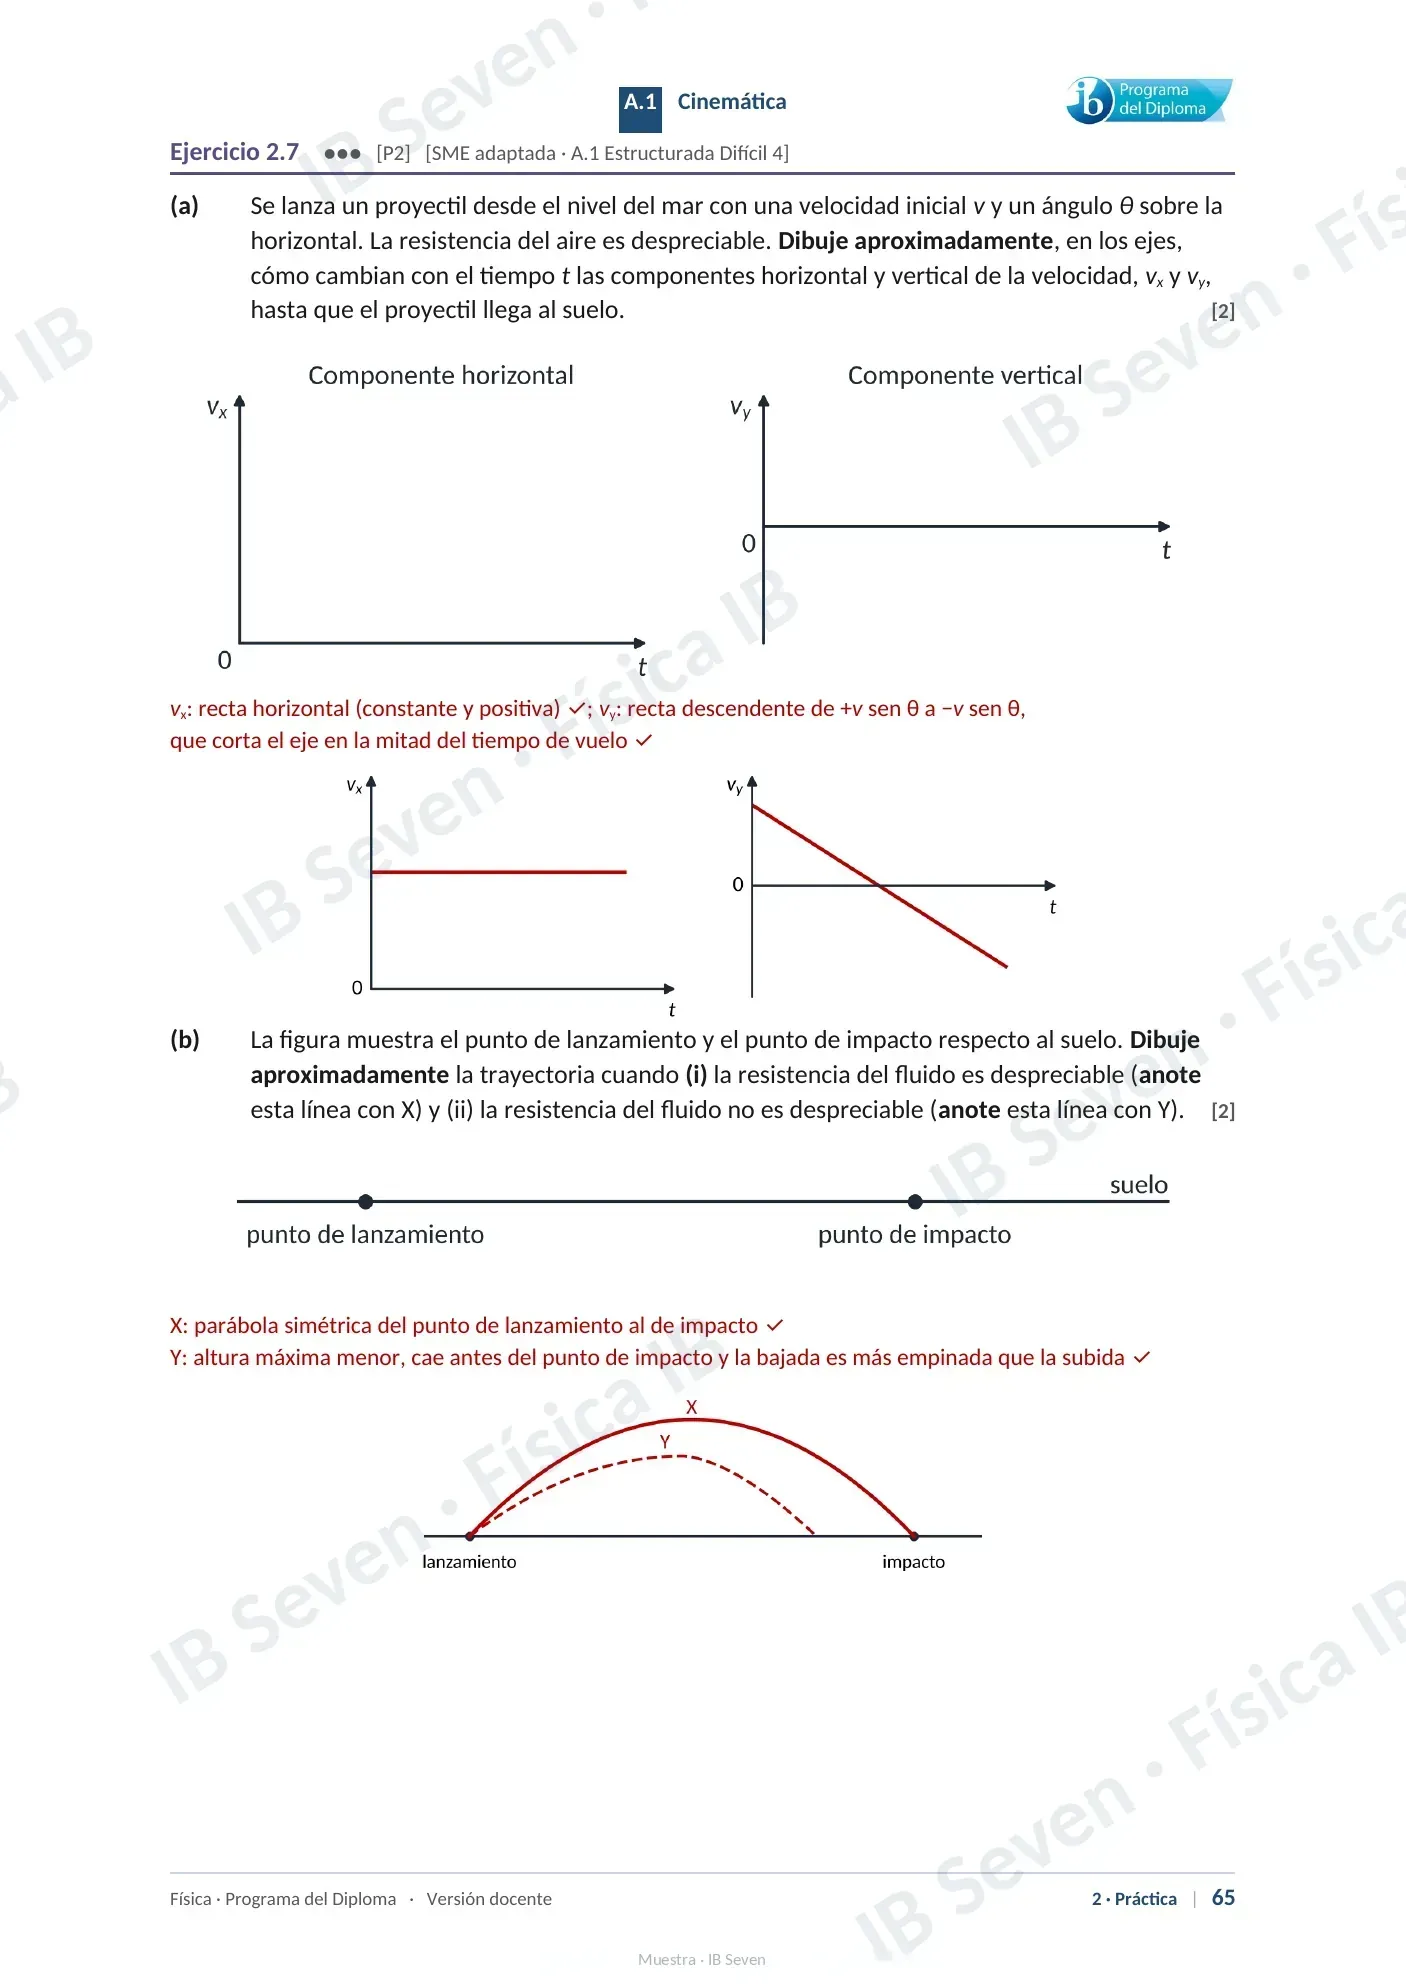 A.1 Cinemática
ib Programa
del Diploma
Ejercicio 2.7 ●●● [P2] [SME adaptada · A.1 Estructurada Difícil 4]
(a) Se lanza un proyectil desde el nivel del mar con una velocidad inicial v y un ángulo θ sobre la
horizontal. La resistencia del aire es despreciable. Dibuje aproximadamente, en los ejes,
cómo cambian con el tiempo t las componentes horizontal y vertical de la velocidad, vx y vy,
hasta que el proyectil llega al suelo. [2]
Componente horizontal
vx
0
t
Componente vertical
vy
0
t
vx: recta horizontal (constante y positiva) ✓; vy: recta descendente de +v sen θ a −v sen θ,
que corta el eje en la mitad del tiempo de vuelo ✓
vx
0
t
vy
0
t
(b) La figura muestra el punto de lanzamiento y el punto de impacto respecto al suelo. Dibuje
aproximadamente la trayectoria cuando (i) la resistencia del fluido es despreciable (anote
esta línea con X) y (ii) la resistencia del fluido no es despreciable (anote esta línea con Y). [2]
suelo
punto de lanzamiento punto de impacto
X: parábola simétrica del punto de lanzamiento al de impacto ✓
Y: altura máxima menor, cae antes del punto de impacto y la bajada es más empinada que la subida ✓
X
Y
lanzamiento impacto
Física · Programa del Diploma · Versión docente 2 · Práctica | 65
Muestra · IB Seven
IB Seven · Física IB